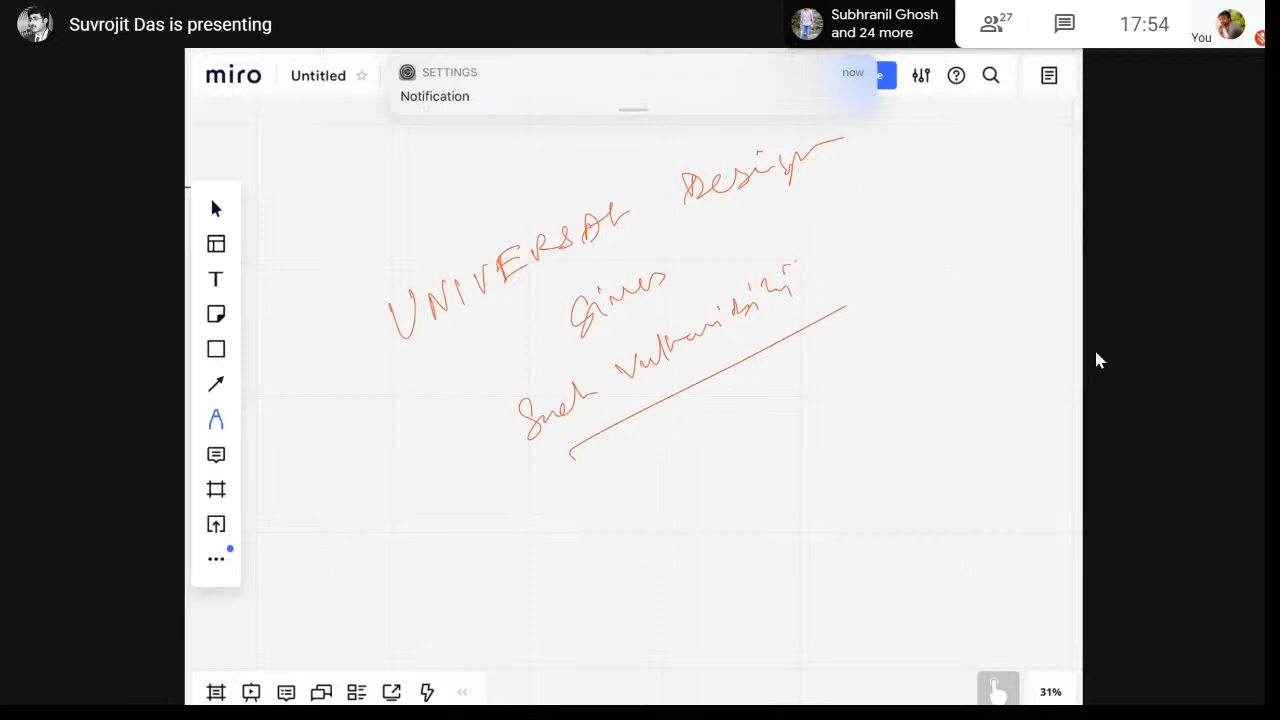 Suvrojit Das is presenting
Subhranil Ghosh
and 24 more
27
17:54
You
miro
Untitled
SETTINGS
now
Notification
e
UNIVERSAL Design
Gives
Such
31%